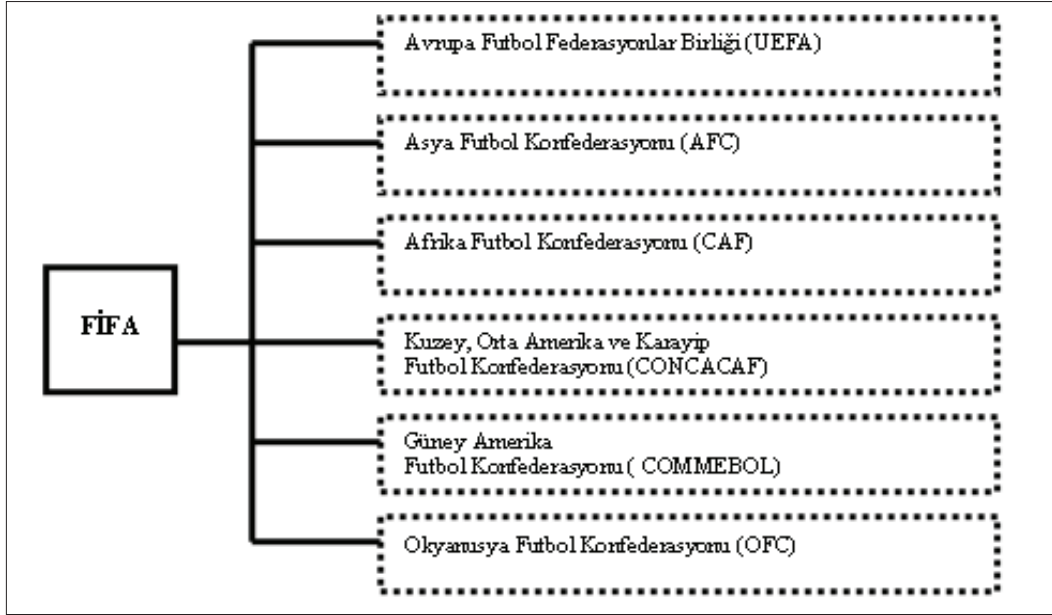 Avrupa Futbol Federasyonlar Birliği (UEFA)
Asya Futbol Konfederasyonu (AFC)
Afrika Futbol Konfederasyonu (CAF)
FİFA
Kuzey, Orta Amerika ve Karayip
Futbol Konfederasyonu (CONCACAF)
Güney Amerika
Futbol Konfederasyonu ( COMMEBOL)
Okyanusya Futbol Konfederasyonu (OFC)